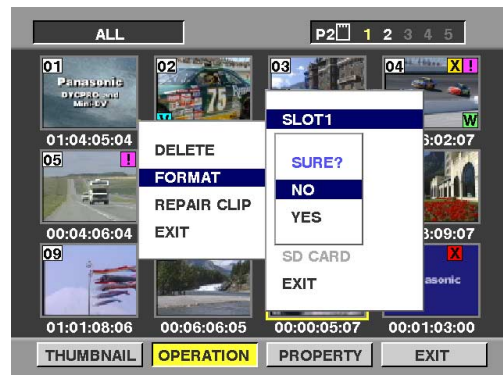 ALL
P2 1 2 3 4 5
01
Panasonic
DVCPRO and
Mini-DV
01:04:05:04
02
75
03
04 X !
W
6:02:07
SLOT1
SURE?
NO
YES
SD CARD
EXIT
DELETE
FORMAT
REPAIR CLIP
EXIT
05 !
00:04:06:04
3:09:07
09
01:01:08:06
00:06:06:05
00:00:05:07
X
asonic
00:01:03:00
THUMBNAIL OPERATION PROPERTY EXIT